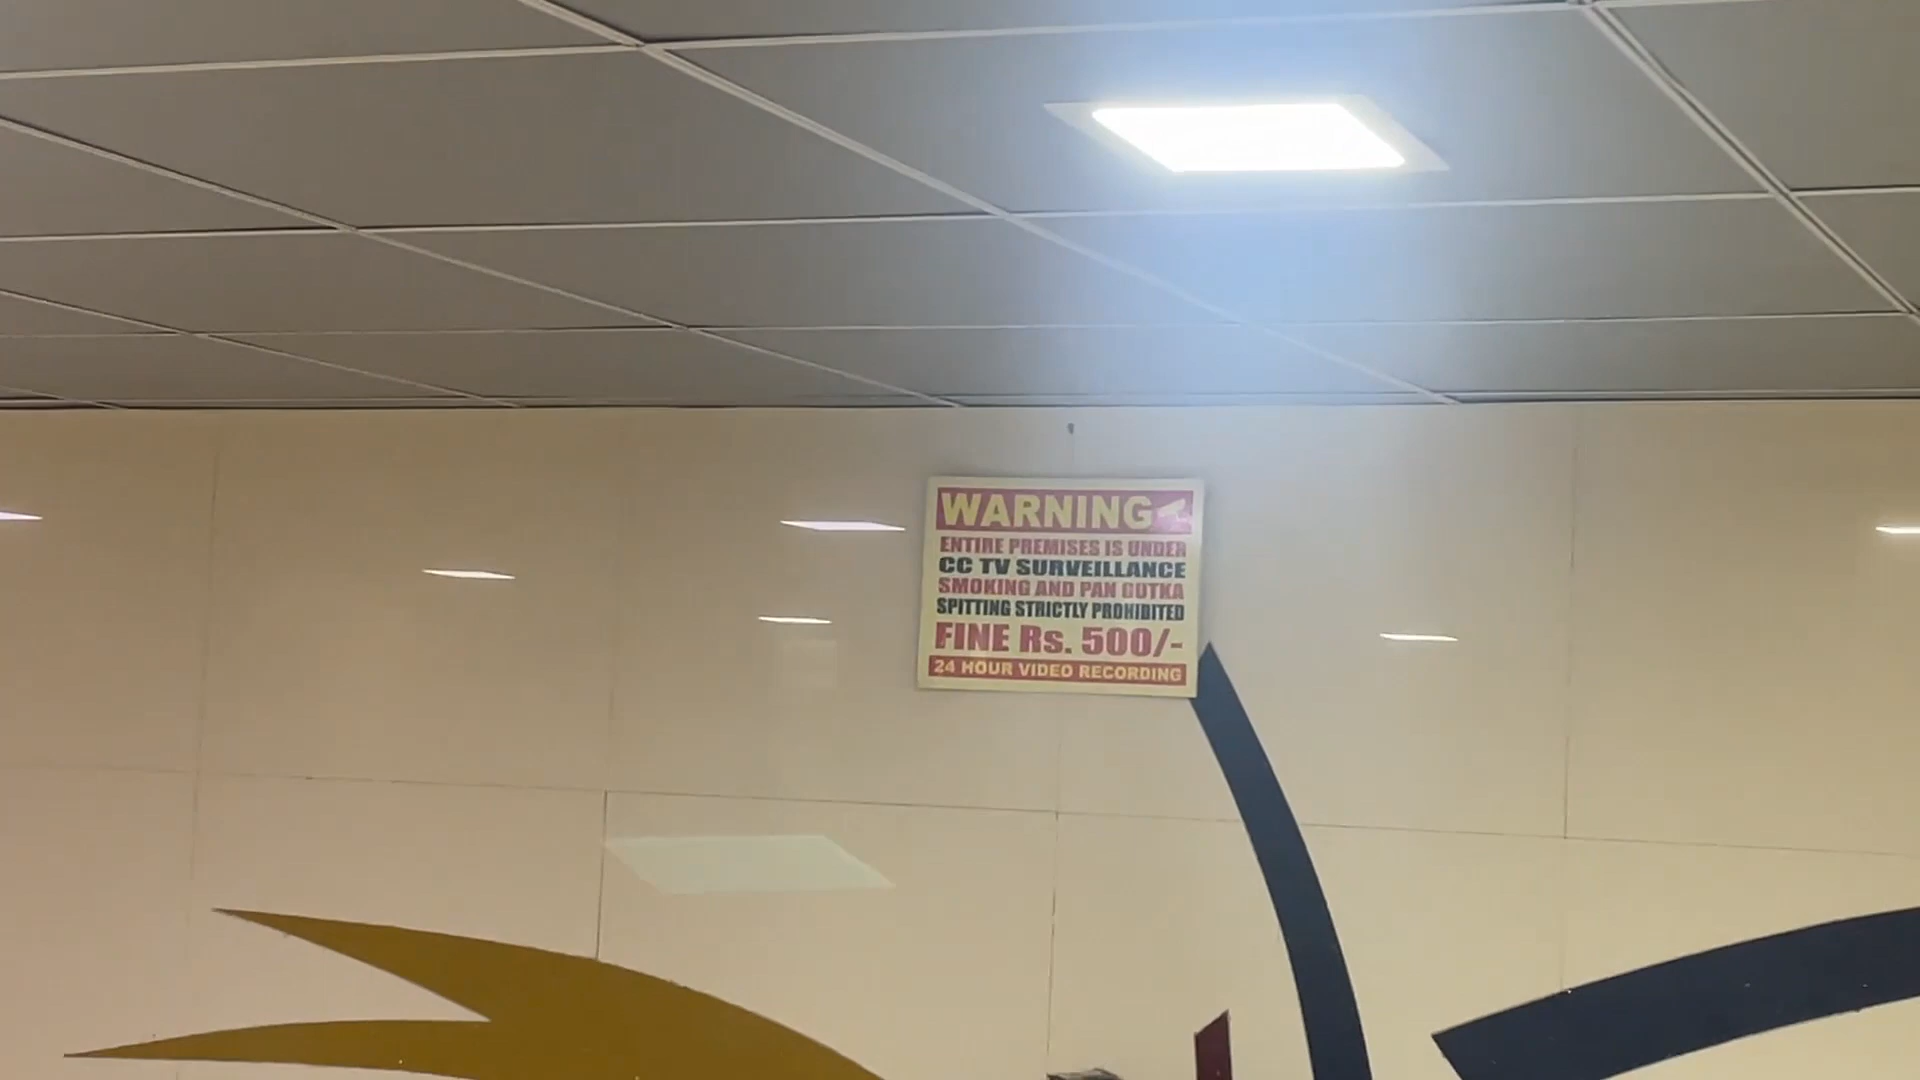 WARNING
ENTIRE PREMISES IS UNDER
CC TV SURVEILLANCE
SMOKING AND PAN GUTKA
SPITTING STRICTLY PROHIBITED
FINE Rs. 500/-
24 HOUR VIDEO RECORDING